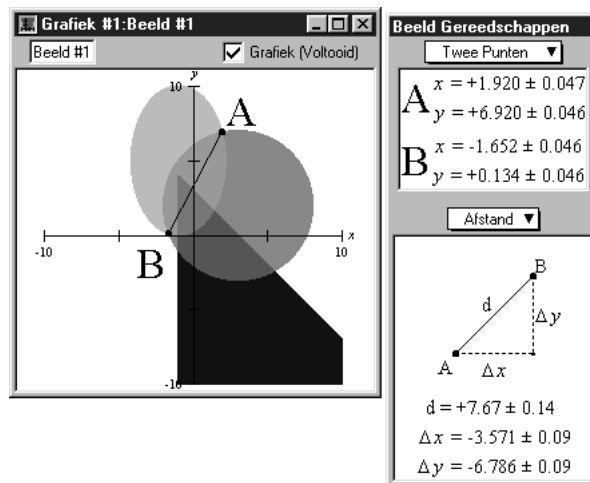 Grafiek #1:Beeld #1
Beeld #1
Grafiek (Voltooid)
y
10
A
B
-10
x
10
-10
Beeld Gereedschappen
Twee Punten
A
x = +1.920 ± 0.047
y = +6.920 ± 0.046
B
x = -1.652 ± 0.046
y = +0.134 ± 0.046
Afstand
B
d
Δy
A
Δx
d = +7.67 ± 0.14
Δx = -3.571 ± 0.09
Δy = -6.786 ± 0.09